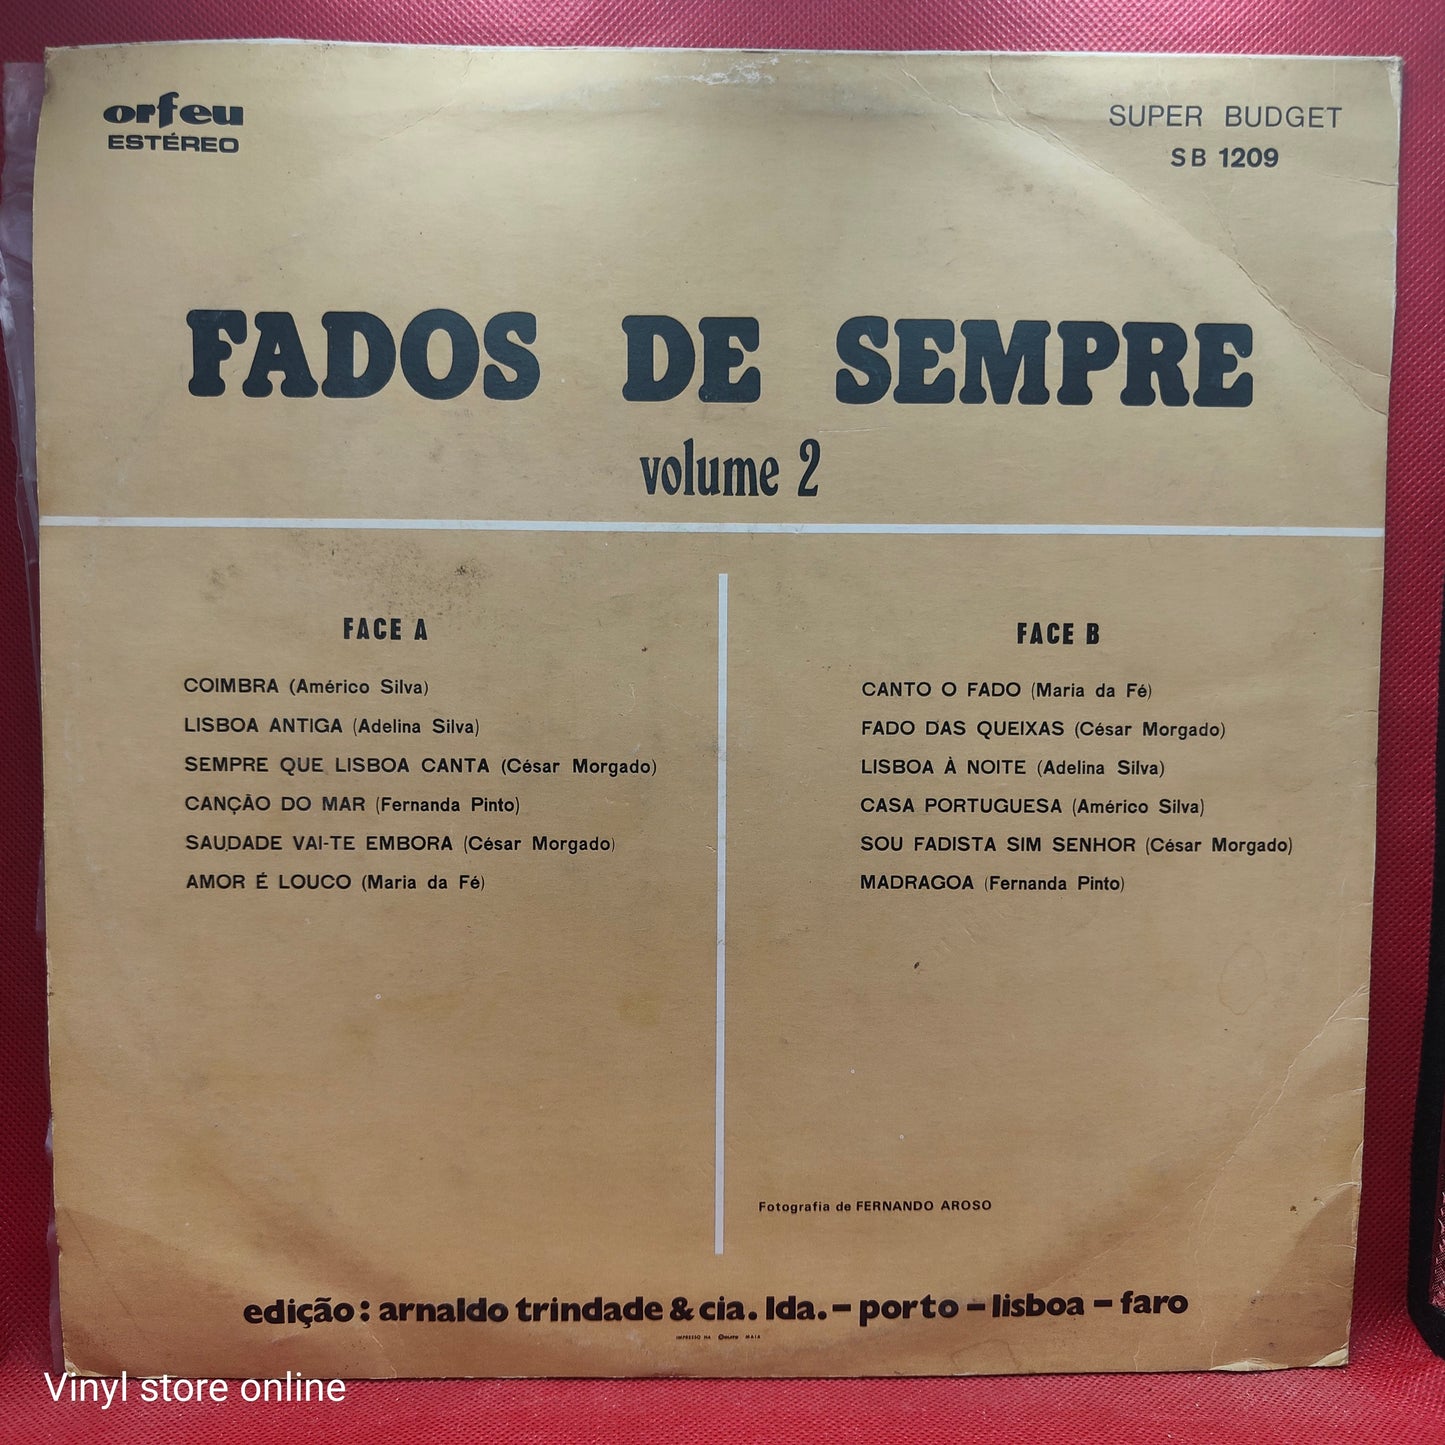 orfeu
ESTÉREO
SUPER BUDGET
SB 1209
FADOS DE SEMPRE
volume 2
FACE A
COIMBRA (Américo Silva)
LISBOA ANTIGA (Adelina Silva)
SEMPRE QUE LISBOA CANTA (César Morgado)
CANÇÃO DO MAR (Fernanda Pinto)
SAUDADE VAI-TE EMBORA (César Morgado)
AMOR É LOUCO (Maria da Fé)
FACE B
CANTO O FADO (Maria da Fé)
FADO DAS QUEIXAS (César Morgado)
LISBOA À NOITE (Adelina Silva)
CASA PORTUGUESA (Américo Silva)
SOU FADISTA SIM SENHOR (César Morgado)
MADRAGOA (Fernanda Pinto)
Fotografia de FERNANDO AROSO
edição: arnaldo trindade & cia. lda. – porto – lisboa – faro
IMPRESSO NA MAIA
Vinyl store online